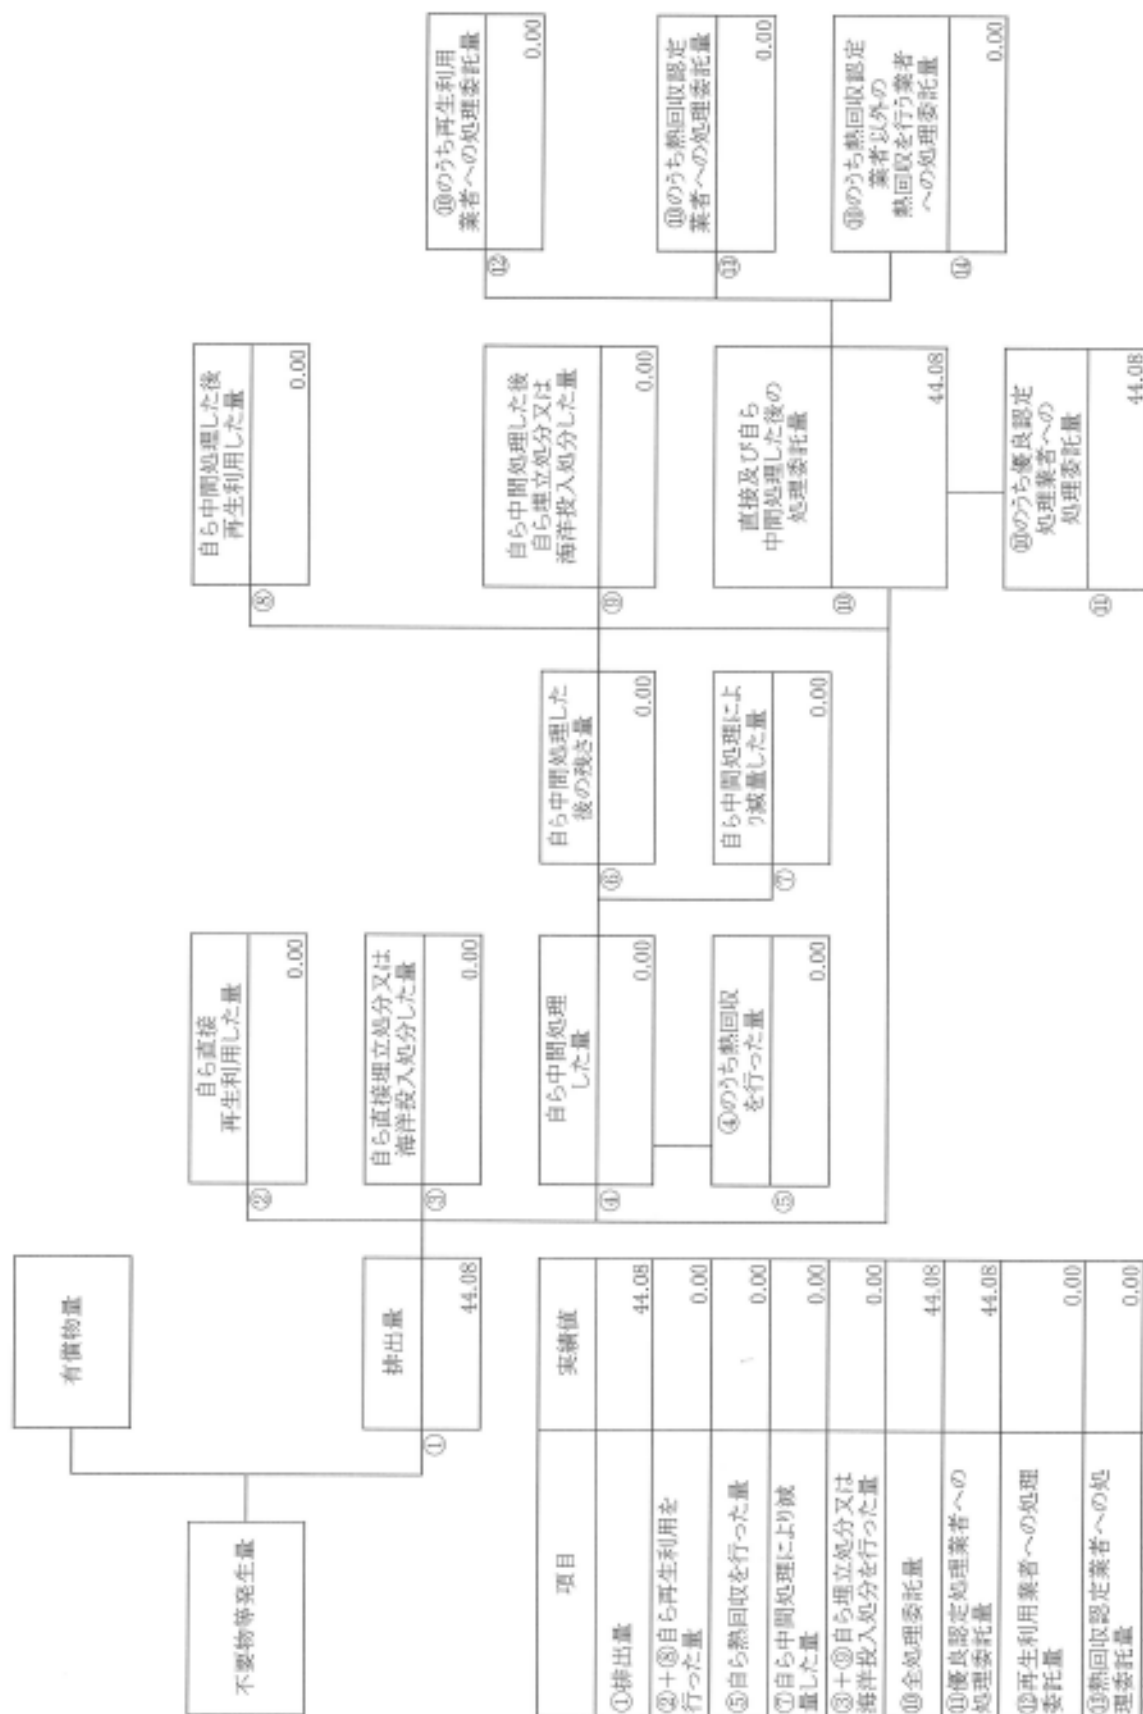 不要物等発生量
有償物量
排出量
①
44.08
自ら直接
再生利用した量
②
0.00
自ら直接埋立処分又は
海洋投入処分した量
③
0.00
自ら中間処理
した量
④
0.00
④のうち熱回収
を行った量
⑤
0.00
自ら中間処理した
後の残さ量
⑥
0.00
自ら中間処理によ
り減量した量
⑦
0.00
自ら中間処理した後
再生利用した量
⑧
0.00
自ら中間処理した後
自ら埋立処分又は
海洋投入処分した量
⑨
0.00
直接及び自ら
中間処理した後の
処理委託量
⑩
44.08
⑩のうち優良認定
処理業者への
処理委託量
⑪
44.08
⑩のうち再生利用
業者への処理委託量
⑫
0.00
⑩のうち熱回収認定
業者への処理委託量
⑬
0.00
⑩のうち熱回収認定
業者以外の
熱回収を行う業者
への処理委託量
⑭
0.00
項目
実績値
①排出量 44.08
②+⑧自ら再生利用を
行った量 0.00
⑤自ら熱回収を行った量 0.00
⑦自ら中間処理により減
量した量 0.00
③+⑨自ら埋立処分又は
海洋投入処分を行った量 0.00
⑩全処理委託量 44.08
⑪優良認定処理業者への
処理委託量 44.08
⑫再生利用業者への処理
委託量 0.00
⑬熱回収認定業者への処
理委託量 0.00